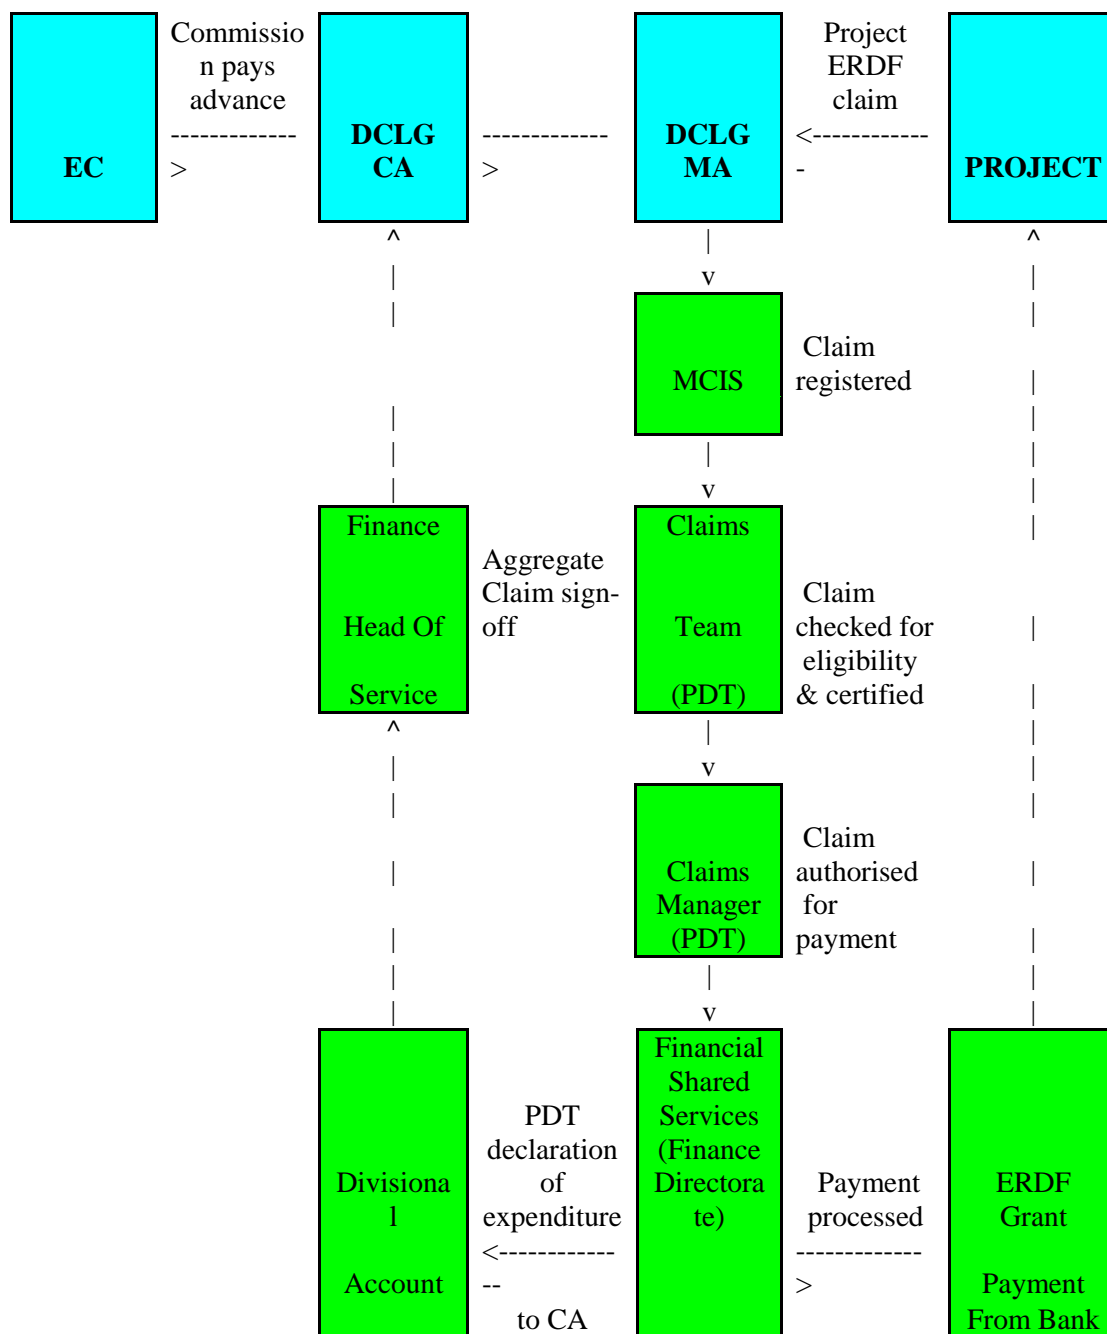 Commissio
n pays
advance
-------------
>
EC
DCLG
CA
-------------
>
DCLG
MA
Project
ERDF
claim
<------------
-
PROJECT
^
|
|
|
|
|
|
|
v
MCIS
Claim
registered
|
v
^
|
|
|
|
|
|
|
|
Finance
Head Of
Service
Aggregate
Claim sign-
off
Claims
Team
(PDT)
Claim
checked for
eligibility
& certified
^
|
|
|
|
|
|
|
v
Claims
Manager
(PDT)
Claim
authorised
for
payment
|
v
|
|
|
|
|
|
|
|
Divisiona
l
Account
PDT
declaration
of
expenditure
<------------
--
to CA
Financial
Shared
Services
(Finance
Directora
te)
Payment
processed
-------------
>
ERDF
Grant
Payment
From Bank